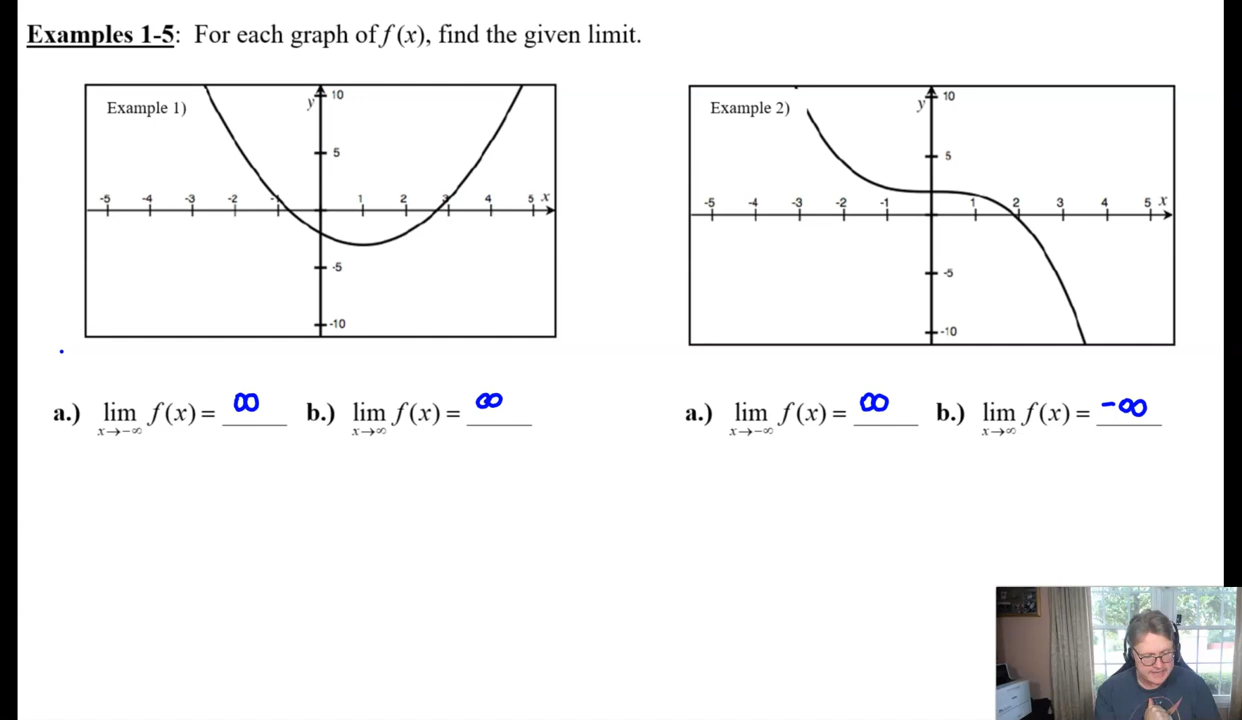 Examples 1-5: For each graph of f(x), find the given limit.
Example 1)
y
10
5
-5 -4 -3 -2 -1 1 2 3 4 5 x
-5
-10
Example 2)
y
10
5
-5 -4 -3 -2 -1 1 2 3 4 5 x
-5
-10
a.) lim f(x) = ∞ b.) lim f(x) = ∞
x→-∞ x→∞
a.) lim f(x) = ∞ b.) lim f(x) = -∞
x→-∞ x→∞